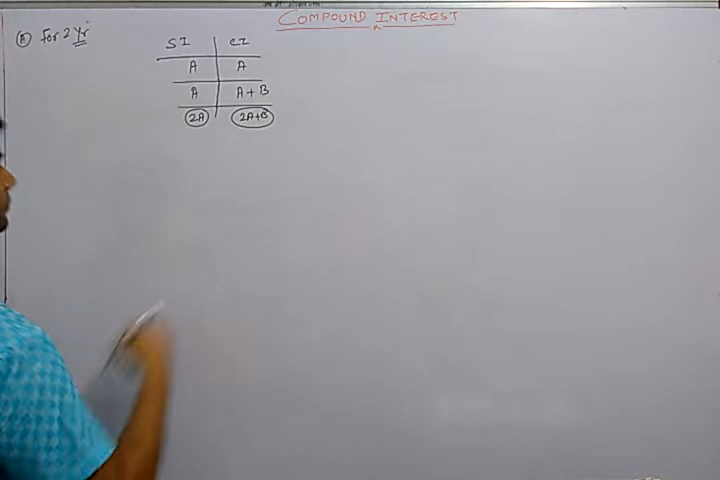 COMPOUND INTEREST
(A) For 2 Yr
SI CI
A A
A A+B
2A 2A+B